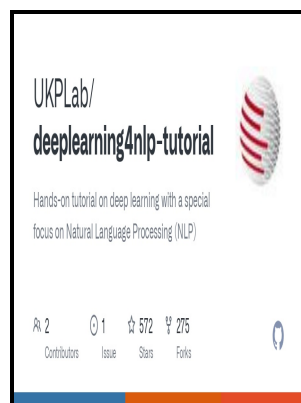 UKPLab/
deeplearning4nlp-tutorial
Hands-on tutorial on deep learning with a special
focus on Natural Language Processing (NLP)
2 1 572 275
Contributors Issue Stars Forks